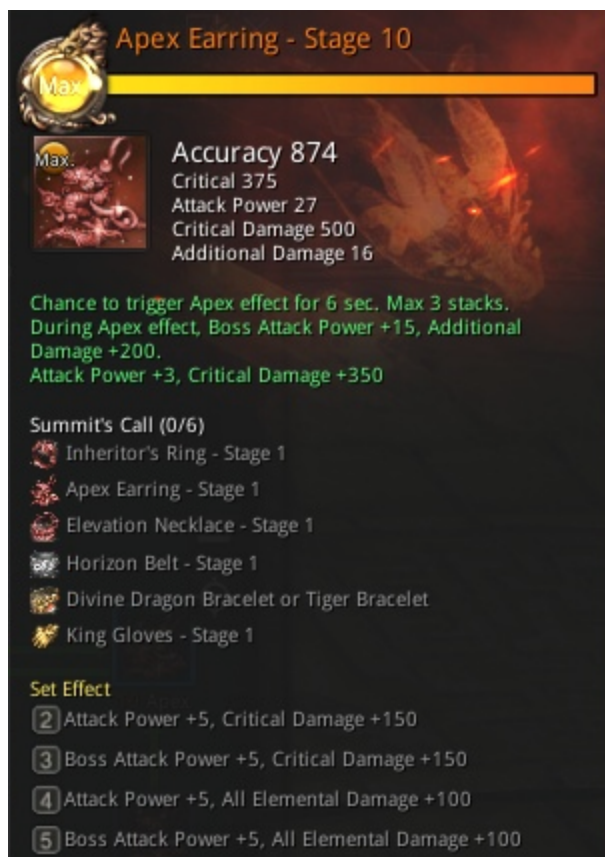 Apex Earring - Stage 10
Max
Max.
Accuracy 874
Critical 375
Attack Power 27
Critical Damage 500
Additional Damage 16
Chance to trigger Apex effect for 6 sec. Max 3 stacks.
During Apex effect, Boss Attack Power +15, Additional
Damage +200.
Attack Power +3, Critical Damage +350
Summit's Call (0/6)
Inheritor's Ring - Stage 1
Apex Earring - Stage 1
Elevation Necklace - Stage 1
Horizon Belt - Stage 1
Divine Dragon Bracelet or Tiger Bracelet
King Gloves - Stage 1
Set Effect
2 Attack Power +5, Critical Damage +150
3 Boss Attack Power +5, Critical Damage +150
4 Attack Power +5, All Elemental Damage +100
5 Boss Attack Power +5, All Elemental Damage +100